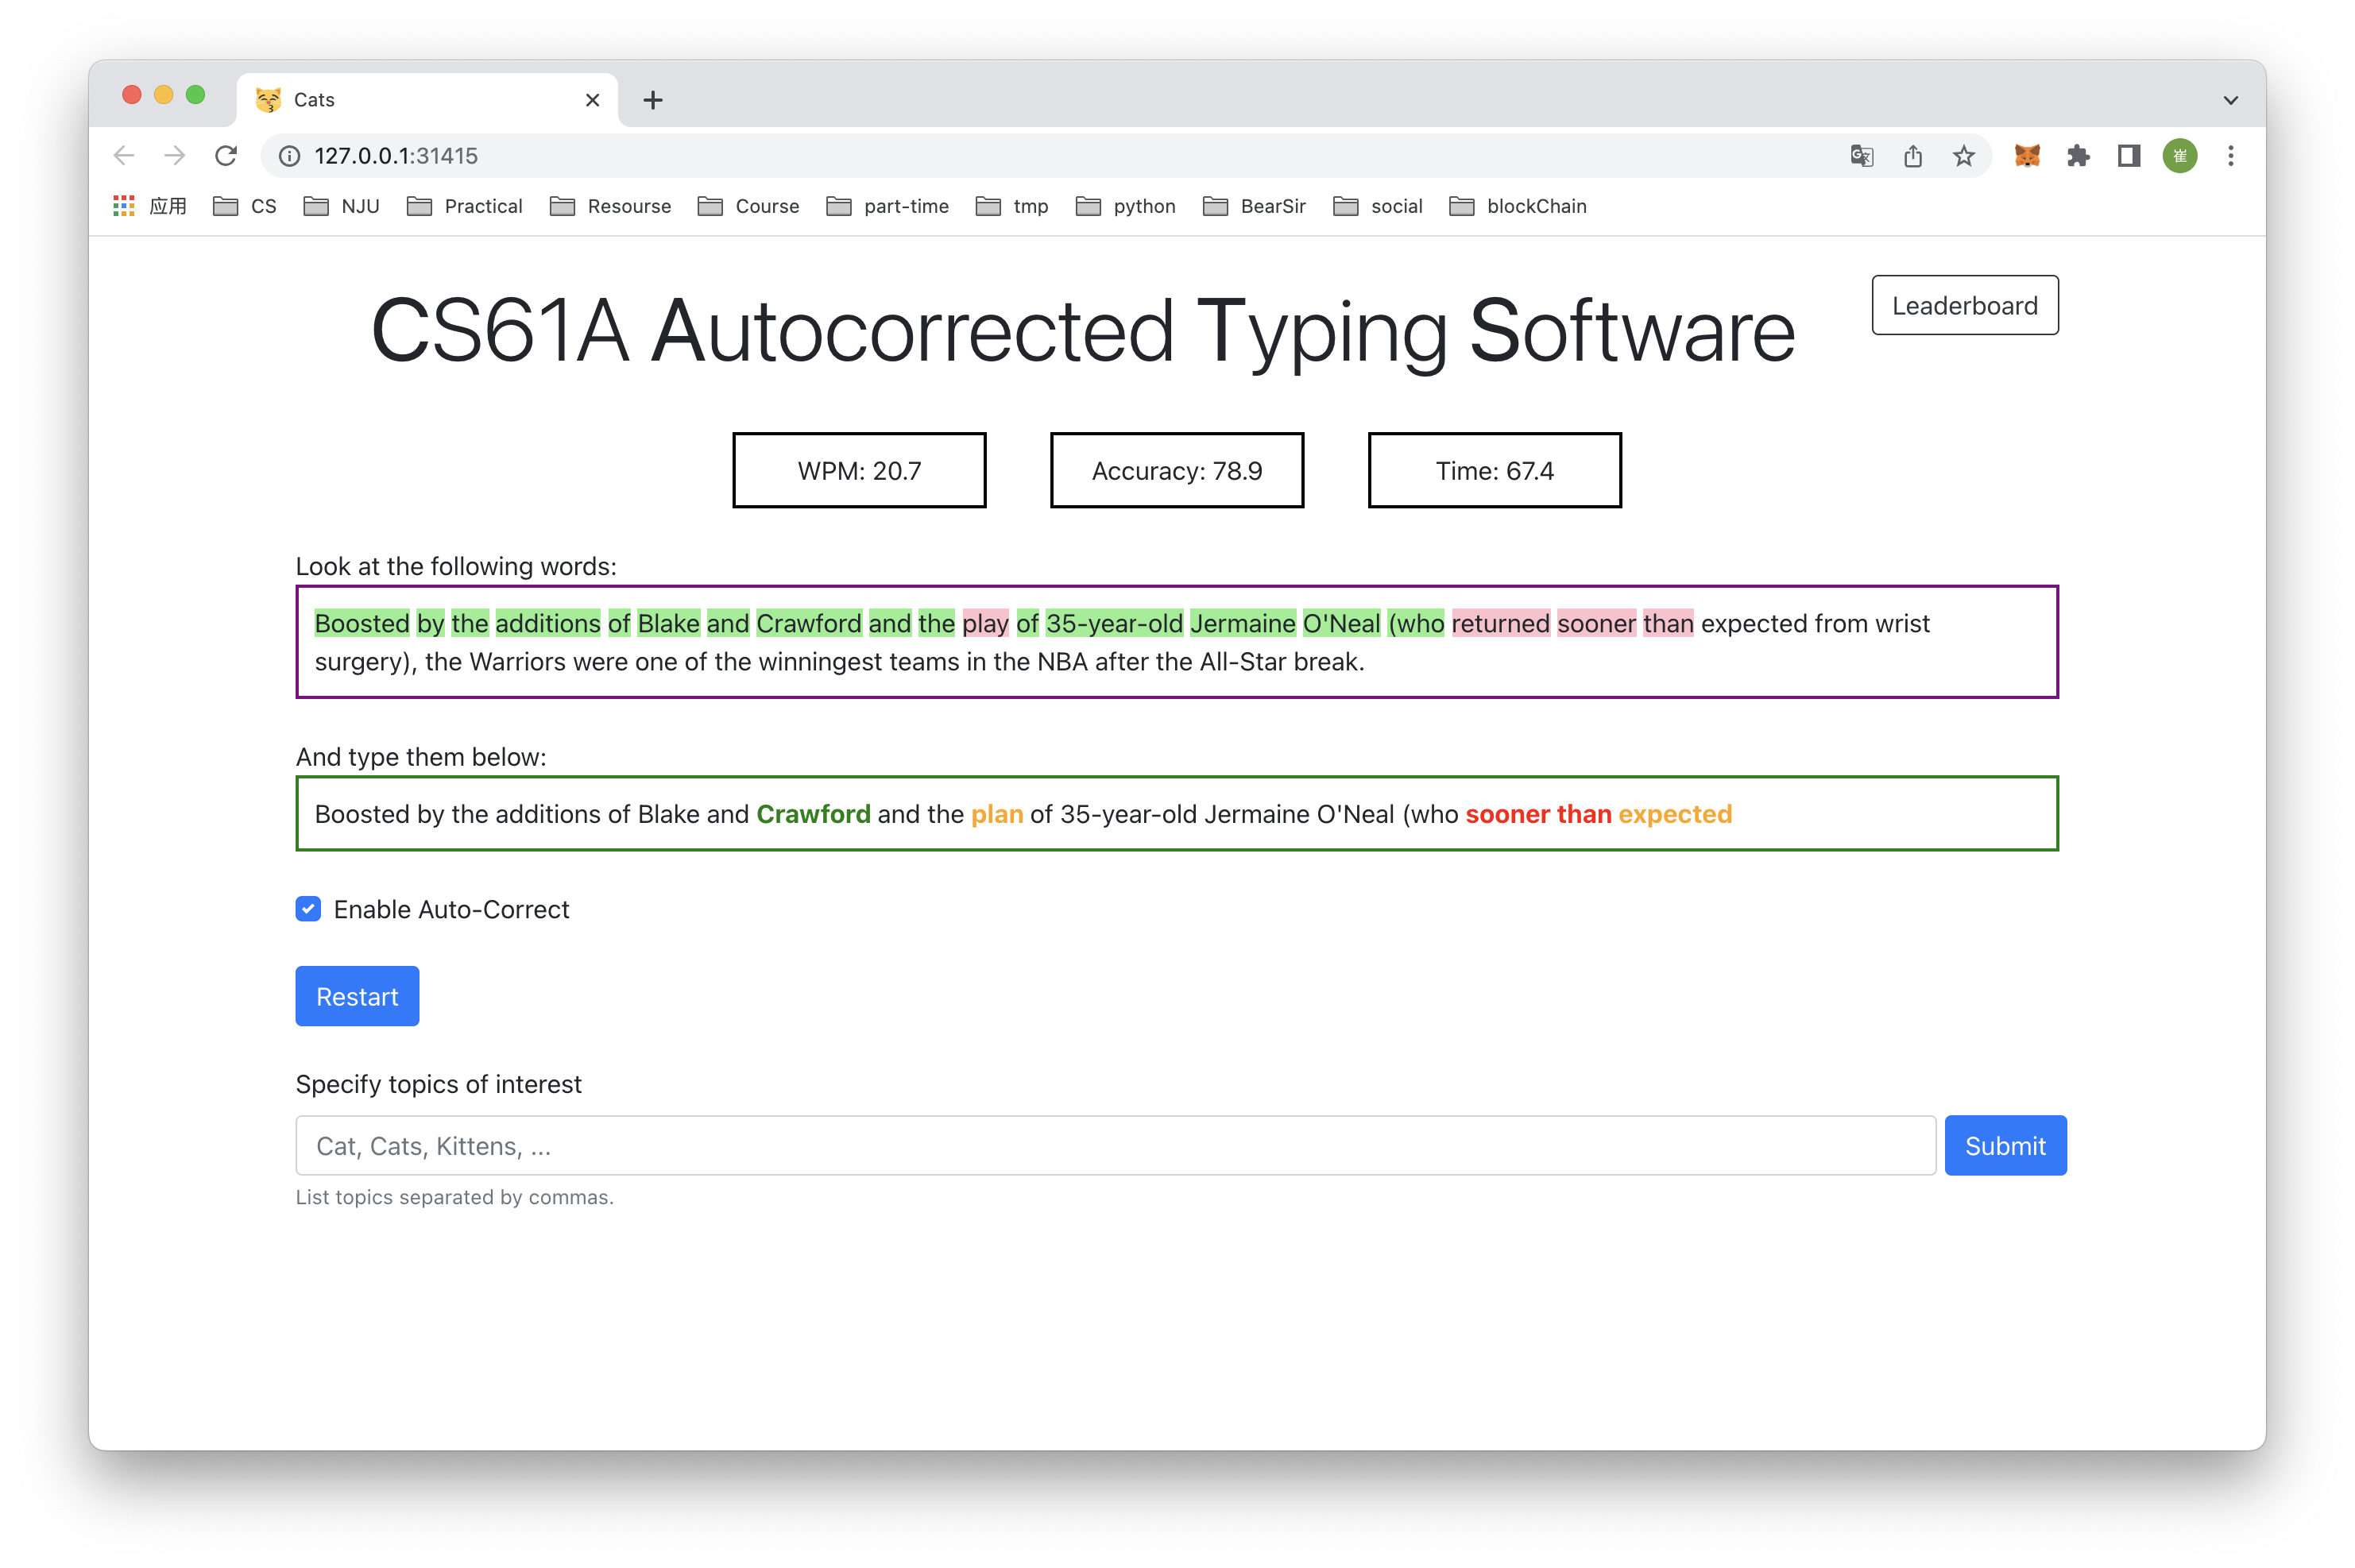 Cats
127.0.0.1:31415
崔
应用 CS NJU Practical Resourse Course part-time tmp python BearSir social blockChain
CS61A Autocorrected Typing Software
Leaderboard
WPM: 20.7 Accuracy: 78.9 Time: 67.4
Look at the following words:
Boosted by the additions of Blake and Crawford and the play of 35-year-old Jermaine O'Neal (who returned sooner than expected from wrist
surgery), the Warriors were one of the winningest teams in the NBA after the All-Star break.
And type them below:
Boosted by the additions of Blake and Crawford and the plan of 35-year-old Jermaine O'Neal (who sooner than expected
Enable Auto-Correct
Restart
Specify topics of interest
Cat, Cats, Kittens, ...
Submit
List topics separated by commas.